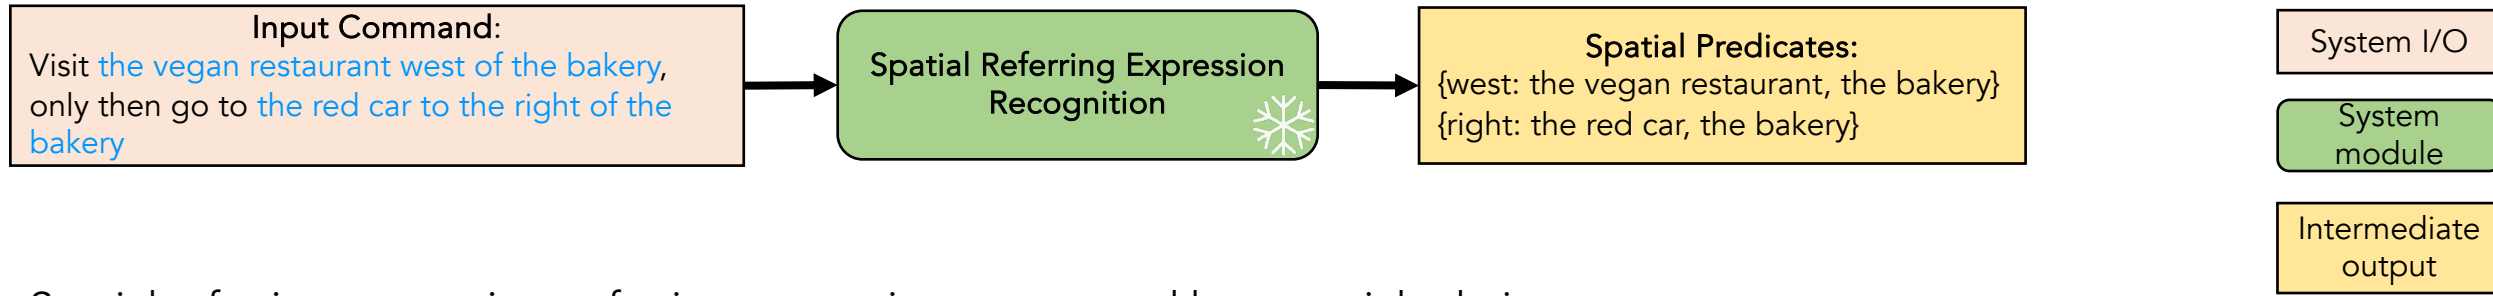 Input Command:
Visit the vegan restaurant west of the bakery,
only then go to the red car to the right of the
bakery
Spatial Referring Expression
Recognition
Spatial Predicates:
{west: the vegan restaurant, the bakery}
{right: the red car, the bakery}
System I/O
System
module
Intermediate
output